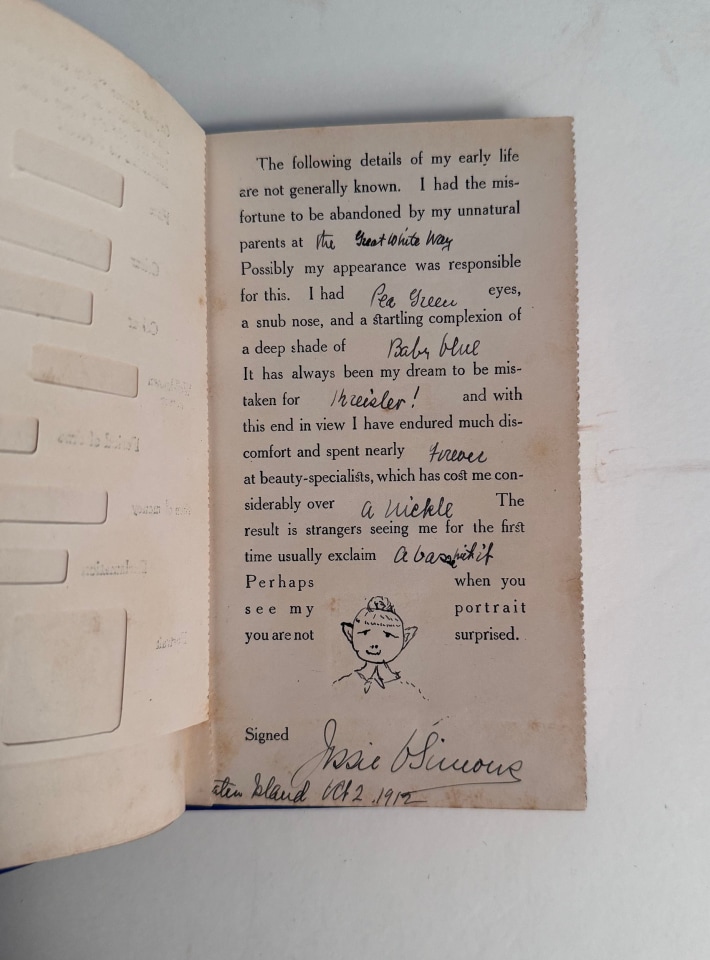 The following details of my early life
are not generally known. I had the mis-
fortune to be abandoned by my unnatural
parents at the Great White Way
Possibly my appearance was responsible
for this. I had Pea Green eyes,
a snub nose, and a startling complexion of
a deep shade of Baby blue
It has always been my dream to be mis-
taken for Kreisler! and with
this end in view I have endured much dis-
comfort and spent nearly Forever
at beauty-specialists, which has cost me con-
siderably over a Nickle The
result is strangers seeing me for the first
time usually exclaim
Perhaps when you
see my portrait
you are not surprised.
Signed Jessie Simons
Island Oct 2. 1912